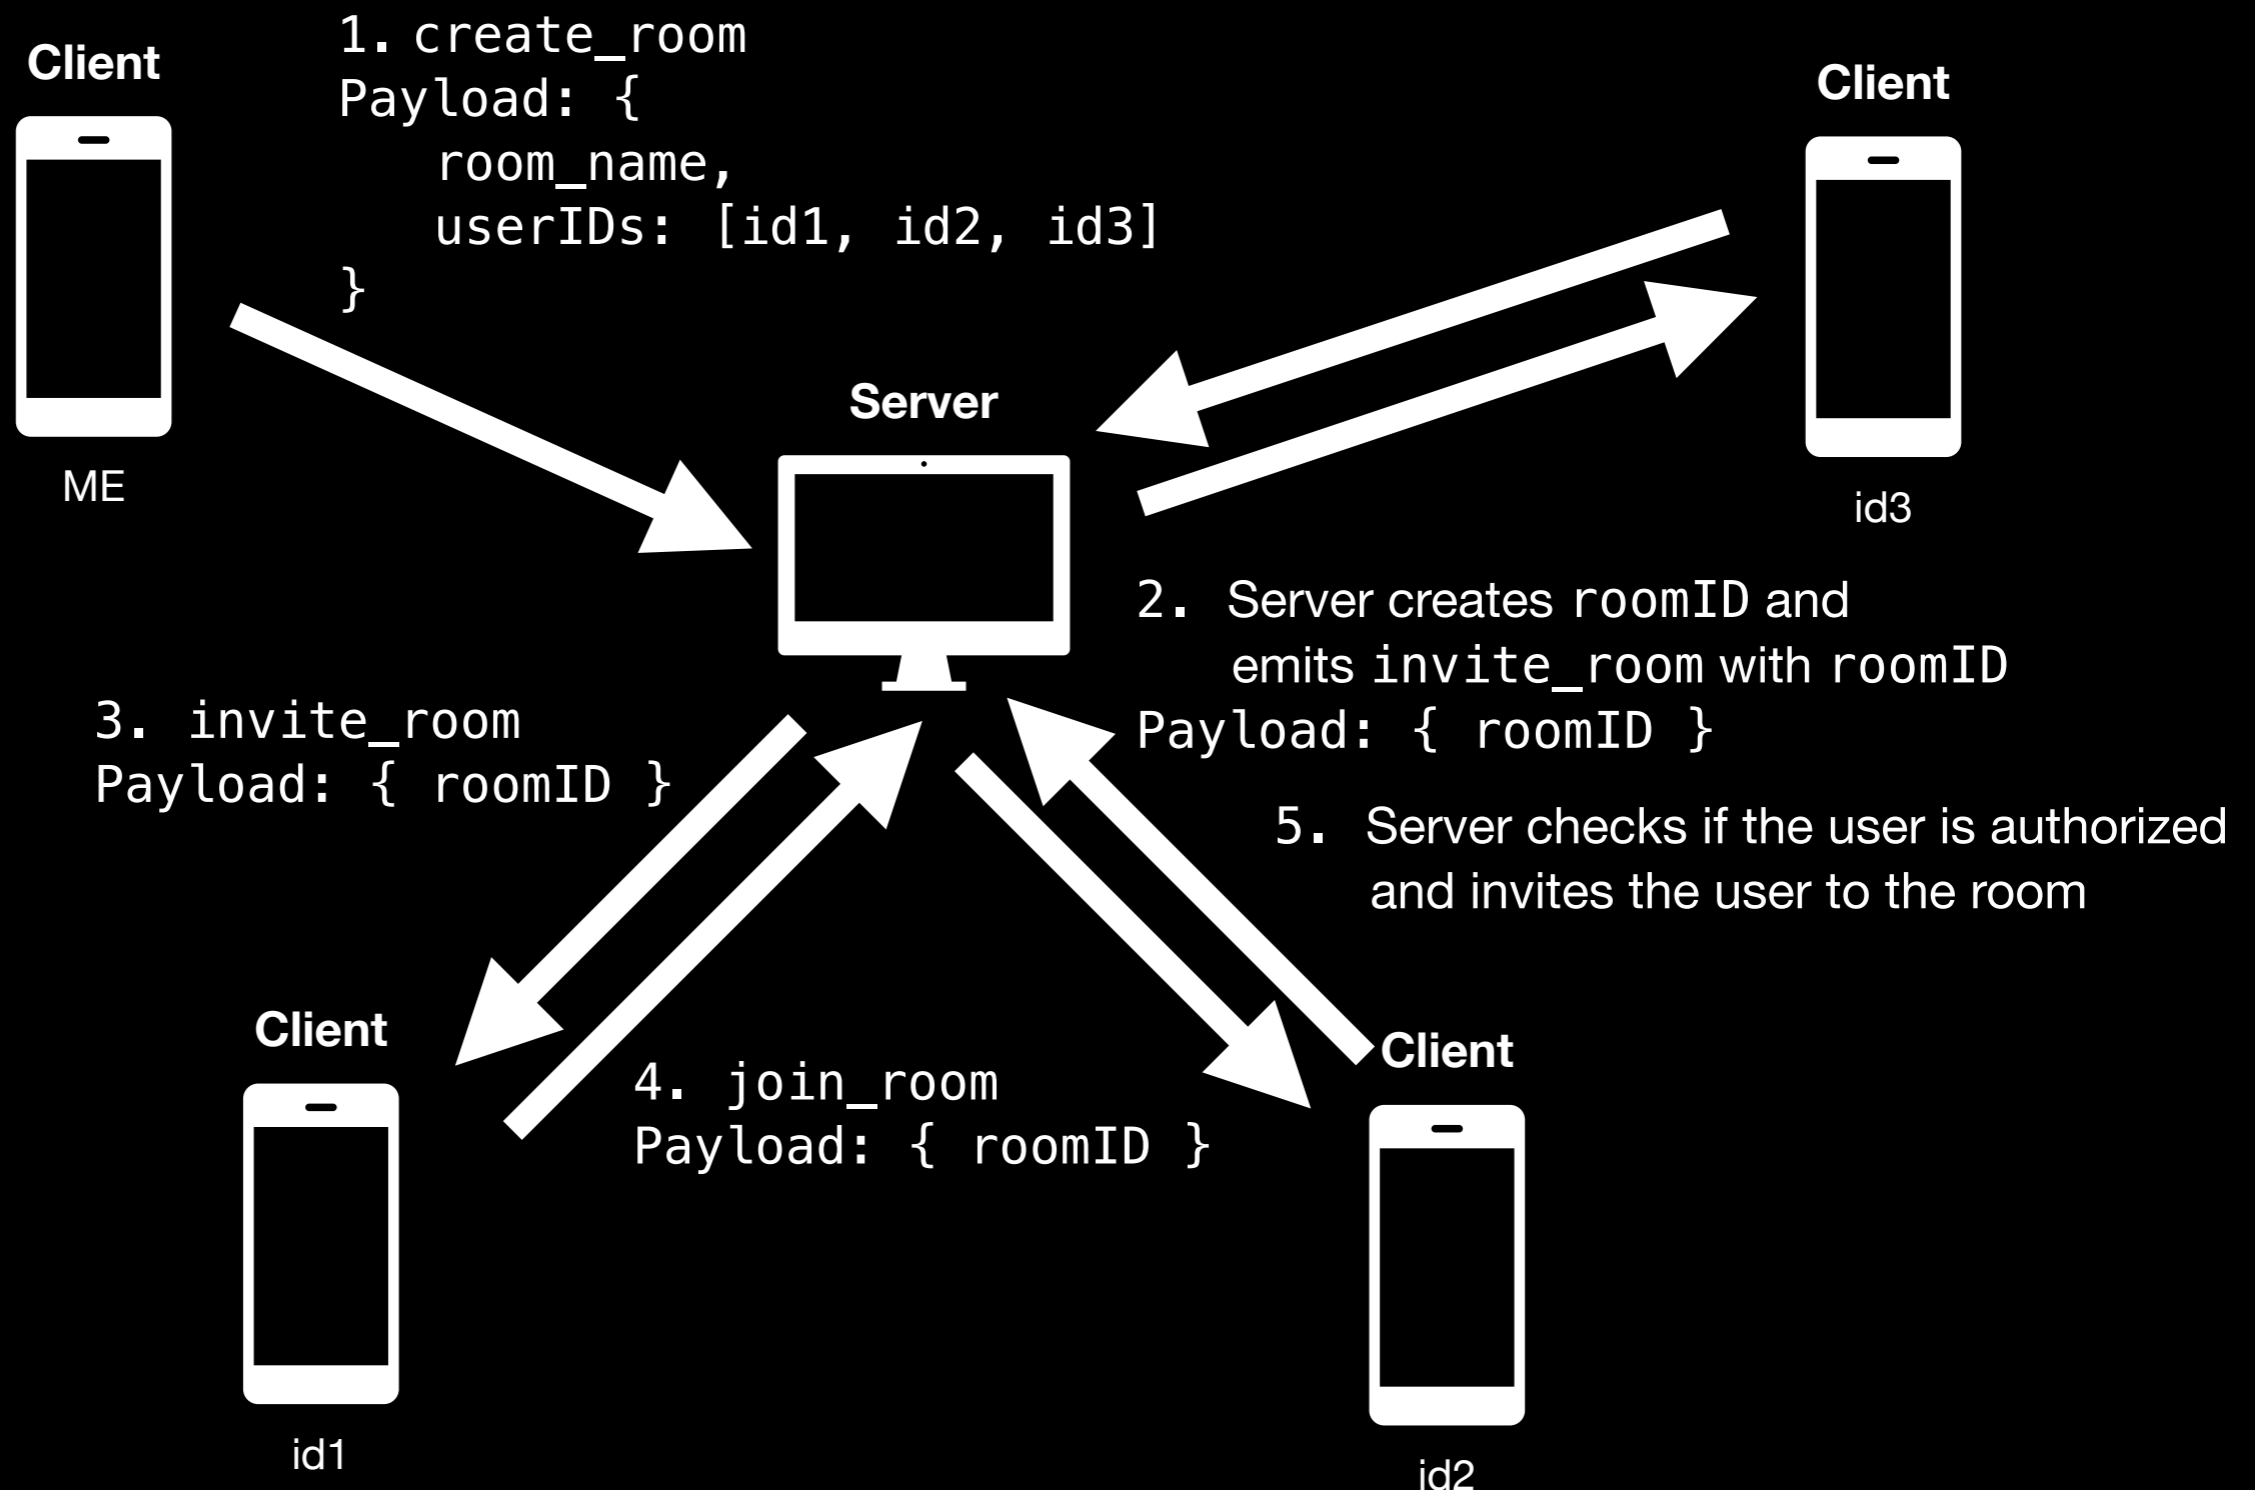 Client
1. create_room
Payload: {
room_name,
userIDs: [id1, id2, id3]
}
ME
Client
id3
Server
2. Server creates roomID and
emits invite_room with roomID
Payload: { roomID }
3. invite_room
Payload: { roomID }
5. Server checks if the user is authorized
and invites the user to the room
Client
id1
4. join_room
Payload: { roomID }
Client
id2